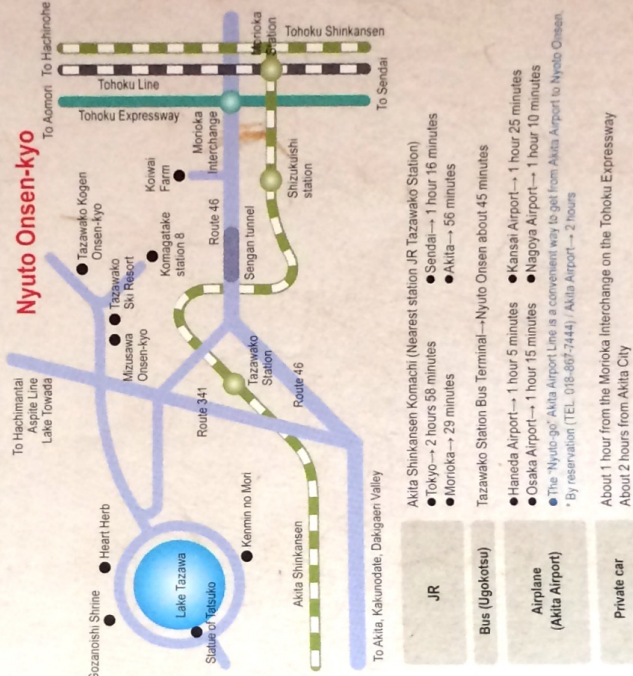 Nyuto Onsen-kyo
To Hachimantai
Aspite Line
Lake Towada
Tazawako Kogen
Onsen-kyo
To Aomori
To Hachinohe
Mizusawa
Onsen-kyo
Tazawako
Ski Resort
Komagatake
station 8
Koiwai
Farm
Tohoku Expressway
Tohoku Line
Morioka
Interchange
Morioka
Station
Tohoku Shinkansen
Gozanoishi Shrine
Heart Herb
Route 341
Route 46
Sengan tunnel
Shizukuishi
station
To Sendai
Lake Tazawa
Statue of Tatsuko
Kenmin no Mori
Tazawako
Station
Route 46
Akita Shinkansen
To Akita, Kakunodate, Dakigaeri Valley
JR
Akita Shinkansen Komachi (Nearest station JR Tazawako Station)
●Tokyo→ 2 hours 58 minutes ●Sendai→ 1 hour 16 minutes
●Morioka→ 29 minutes ●Akita→ 56 minutes
Bus (Ugokotsu)
Tazawako Station Bus Terminal→Nyuto Onsen about 45 minutes
Airplane
(Akita Airport)
●Haneda Airport→ 1 hour 5 minutes ●Kansai Airport→ 1 hour 25 minutes
●Osaka Airport→ 1 hour 15 minutes ●Nagoya Airport→ 1 hour 10 minutes
●The "Nyuto-go" Akita Airport Line is a convenient way to get from Akita Airport to Nyoto Onsen.
* By reservation (TEL. 018-867-7444) / Akita Airport→ 2 hours
Private car
About 1 hour from the Morioka Interchange on the Tohoku Expressway
About 2 hours from Akita City